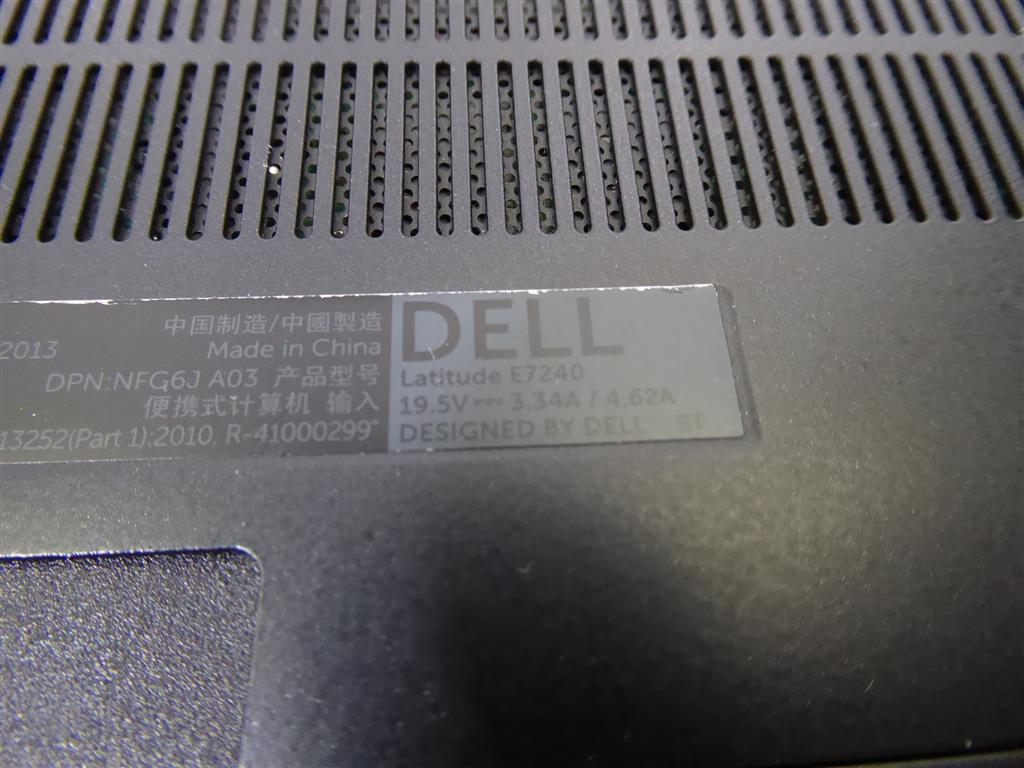 中国制造/中國製造
2013 Made in China
DPN:NFG6J A03 产品型号
便携式计算机 输入
13252(Part 1):2010, R-41000299
DELL
Latitude E7240
19.5V⎓3.34A / 4.62A
DESIGNED BY DELL